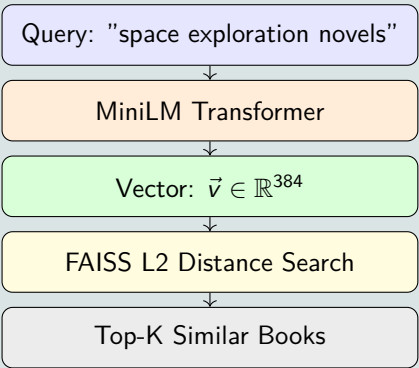 Query: ”space exploration novels”
MiniLM Transformer
Vector: v⃗ ∈ ℝ³⁸⁴
FAISS L2 Distance Search
Top-K Similar Books